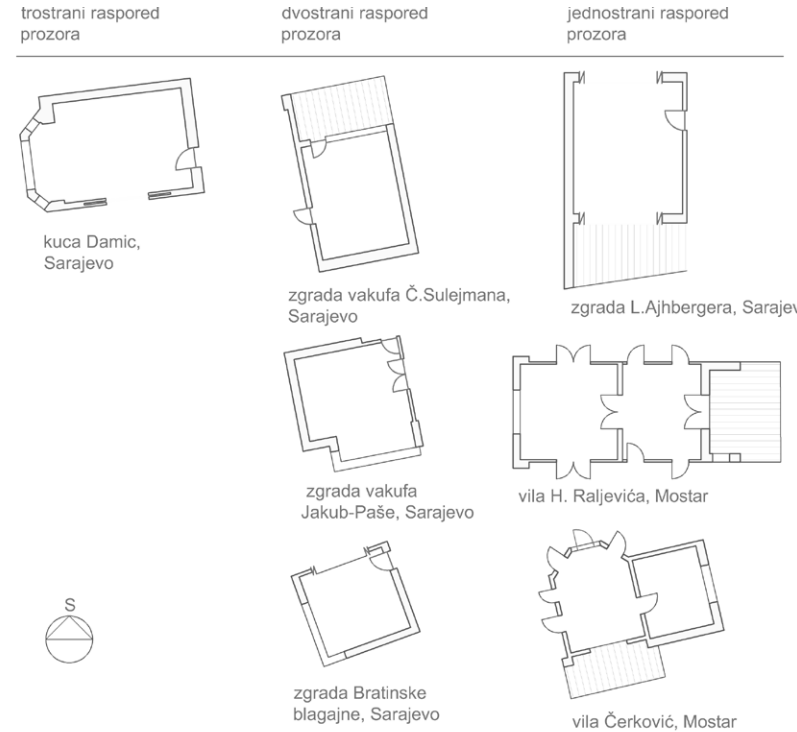 trostrani raspored
prozora
dvostrani raspored
prozora
jednostrani raspored
prozora
kuca Damic,
Sarajevo
zgrada vakufa Č.Sulejmana,
Sarajevo
zgrada L.Ajhbergera, Sarajev
zgrada vakufa
Jakub-Paše, Sarajevo
vila H. Raljevića, Mostar
S
zgrada Bratinske
blagajne, Sarajevo
vila Čerković, Mostar